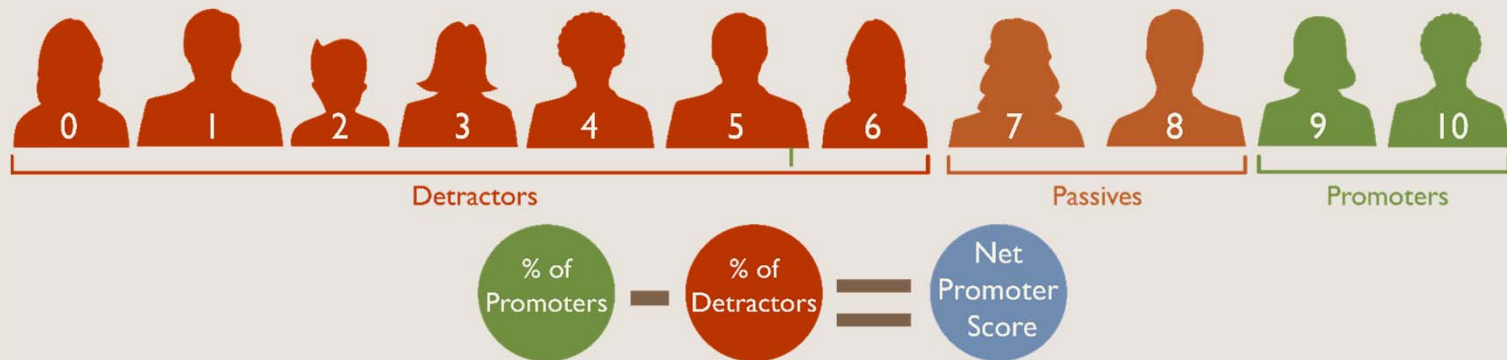 0 1 2 3 4 5 6 7 8 9 10
Detractors Passives Promoters
% of
Promoters
-
% of
Detractors
=
Net
Promoter
Score